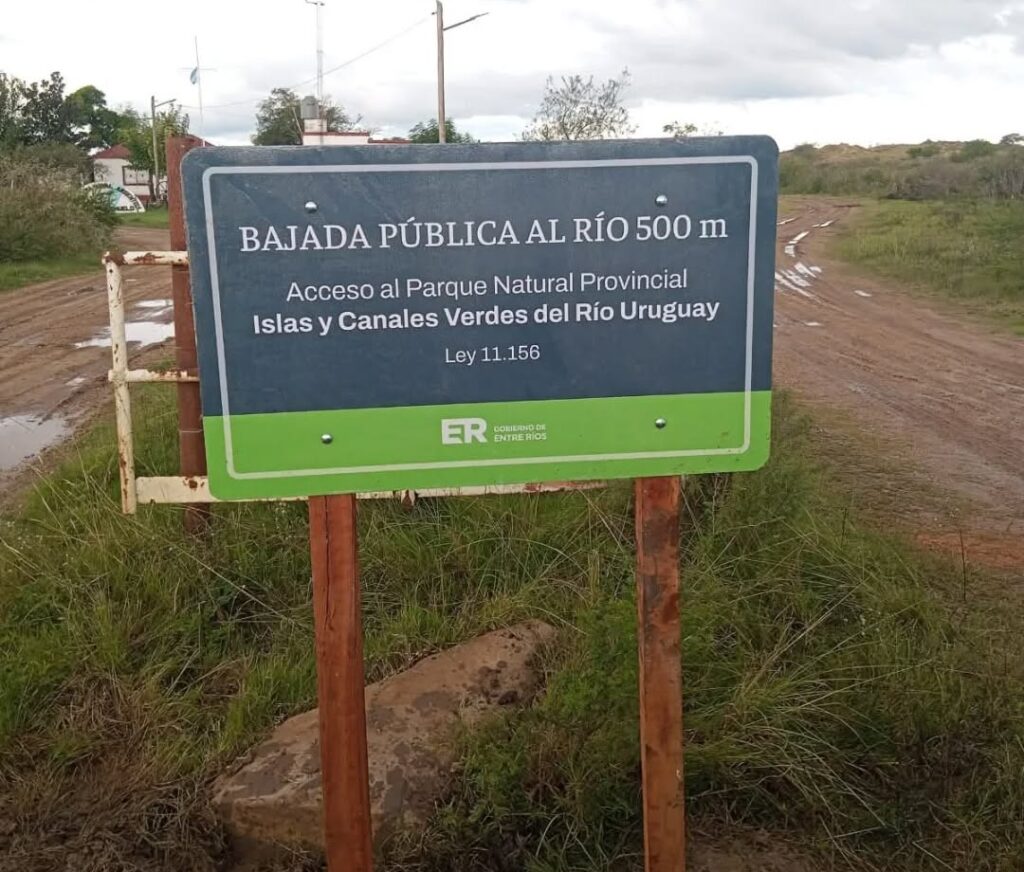 BAJADA PÚBLICA AL RÍO 500 m
Acceso al Parque Natural Provincial
Islas y Canales Verdes del Río Uruguay
Ley 11.156
ER
GOBIERNO DE
ENTRE RÍOS